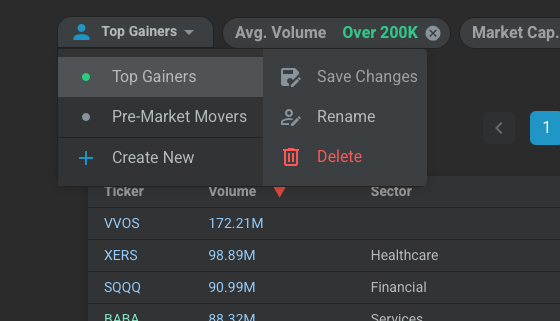 Top Gainers
Avg. Volume Over 200K
Market Cap.
Top Gainers
Save Changes
Pre-Market Movers
Rename
Create New
Delete
1
Ticker Volume Sector
VVOS 172.21M
XERS 98.89M Healthcare
SQQQ 90.99M Financial
BABA 88.32M Services